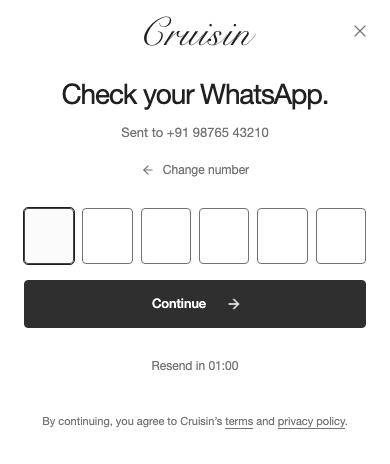 Cruisin
Check your WhatsApp.
Sent to +91 98765 43210
Change number
Continue
Resend in 01:00
By continuing, you agree to Cruisin's terms and privacy policy.